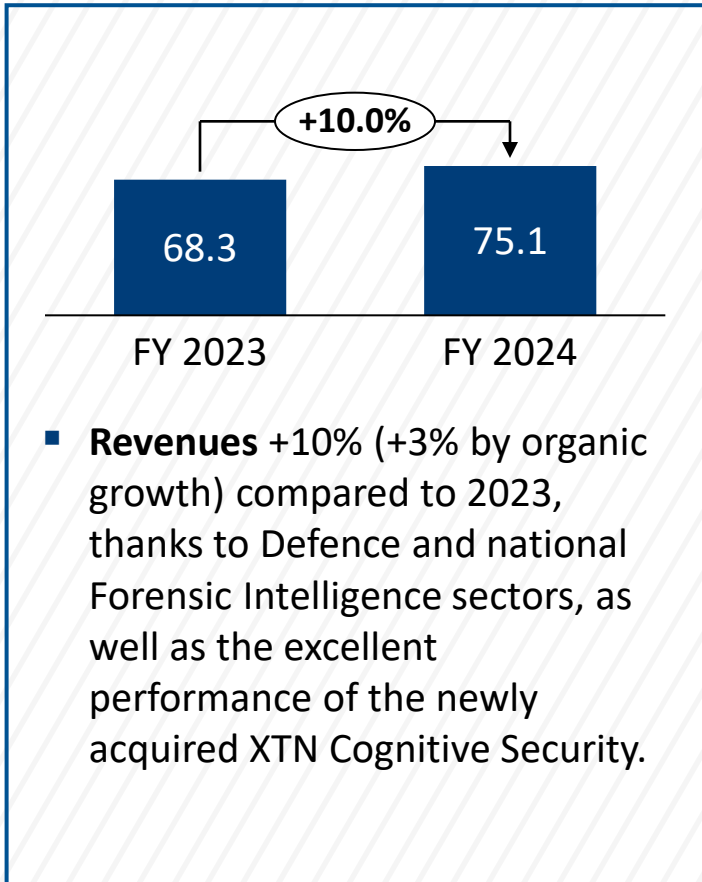 +10.0%
68.3
75.1
FY 2023
FY 2024
▪ Revenues +10% (+3% by organic
growth) compared to 2023,
thanks to Defence and national
Forensic Intelligence sectors, as
well as the excellent
performance of the newly
acquired XTN Cognitive Security.